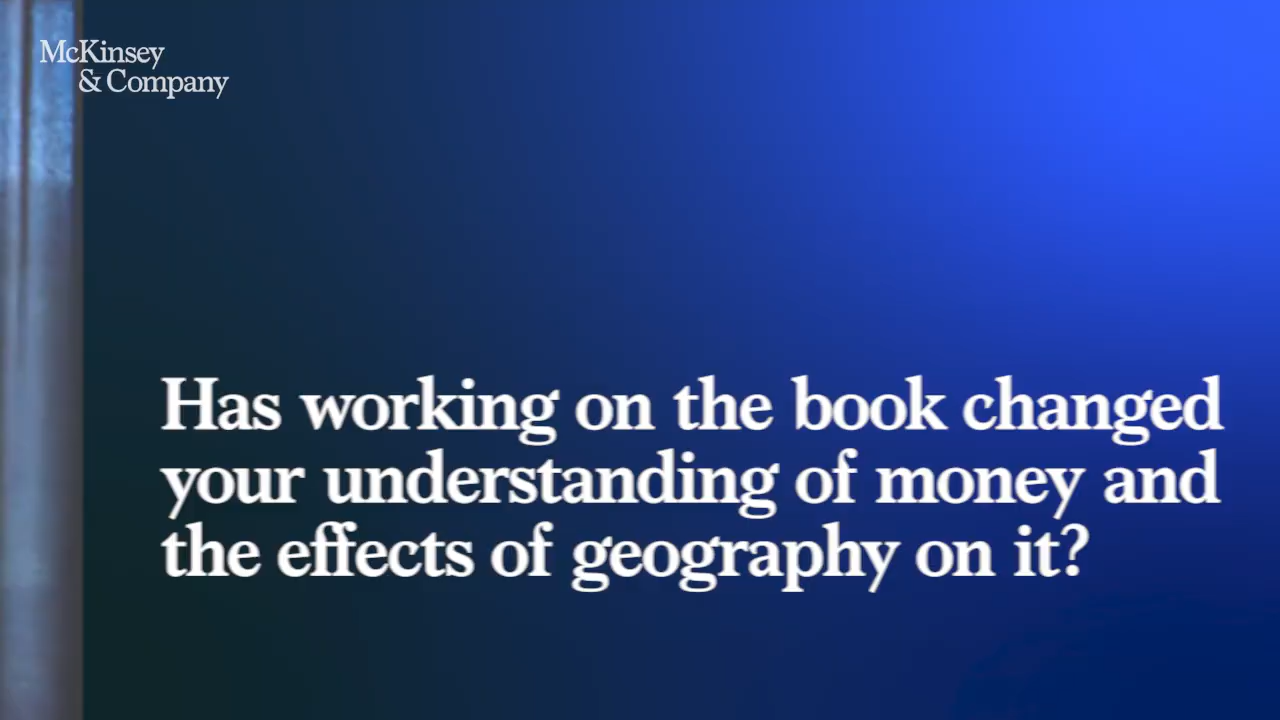 McKinsey
& Company
Has working on the book changed
your understanding of money and
the effects of geography on it?